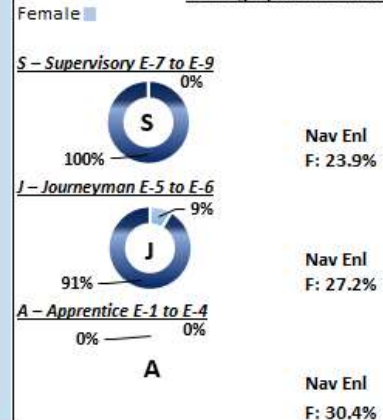 Female
S – Supervisory E-7 to E-9
0%
S
100%
Nav Enl
F: 23.9%
J – Journeyman E-5 to E-6
9%
J
91%
Nav Enl
F: 27.2%
A – Apprentice E-1 to E-4
0%
0%
A
Nav Enl
F: 30.4%